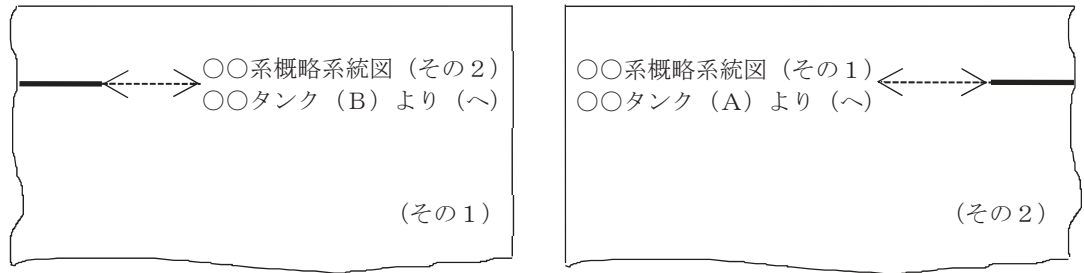 ○○系概略系統図（その２）
○○タンク（Ｂ）より（へ）
（その１）
○○系概略系統図（その１）
○○タンク（Ａ）より（へ）
（その２）